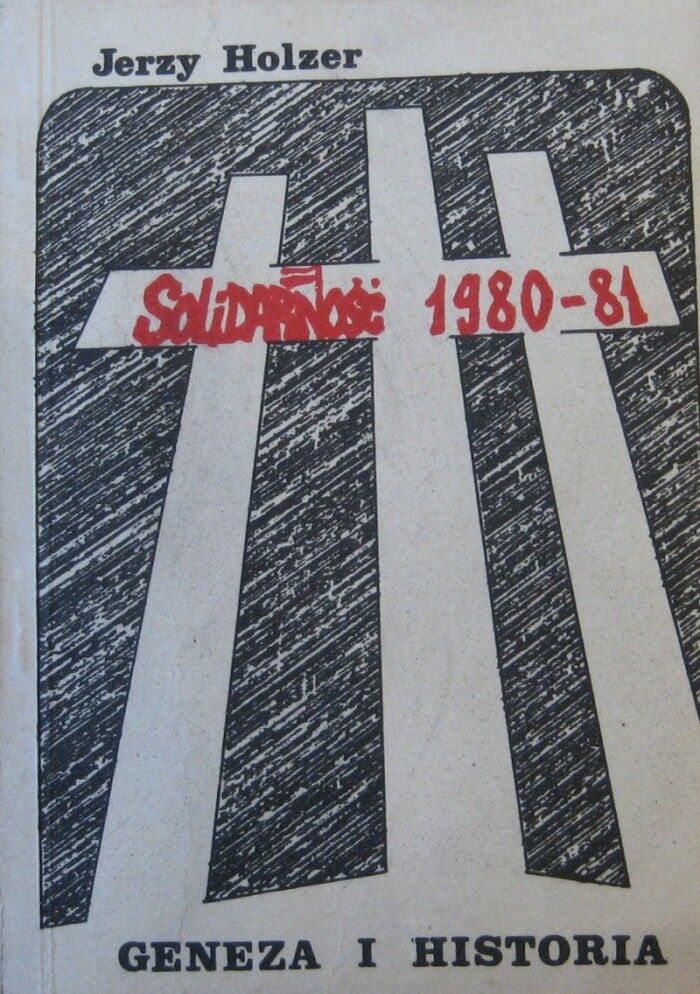 Jerzy Holzer
SOLiDARNOŚĆ 1980-81
GENEZA I HISTORIA